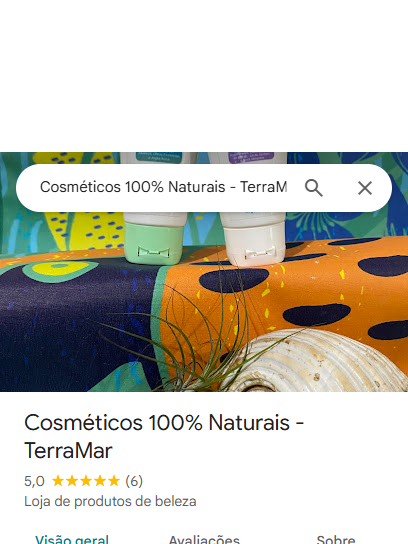 Cosméticos 100% Naturais - TerraM
Cosméticos 100% Naturais -
TerraMar
5,0 (6)
Loja de produtos de beleza
Visão geral Avaliações Sobre